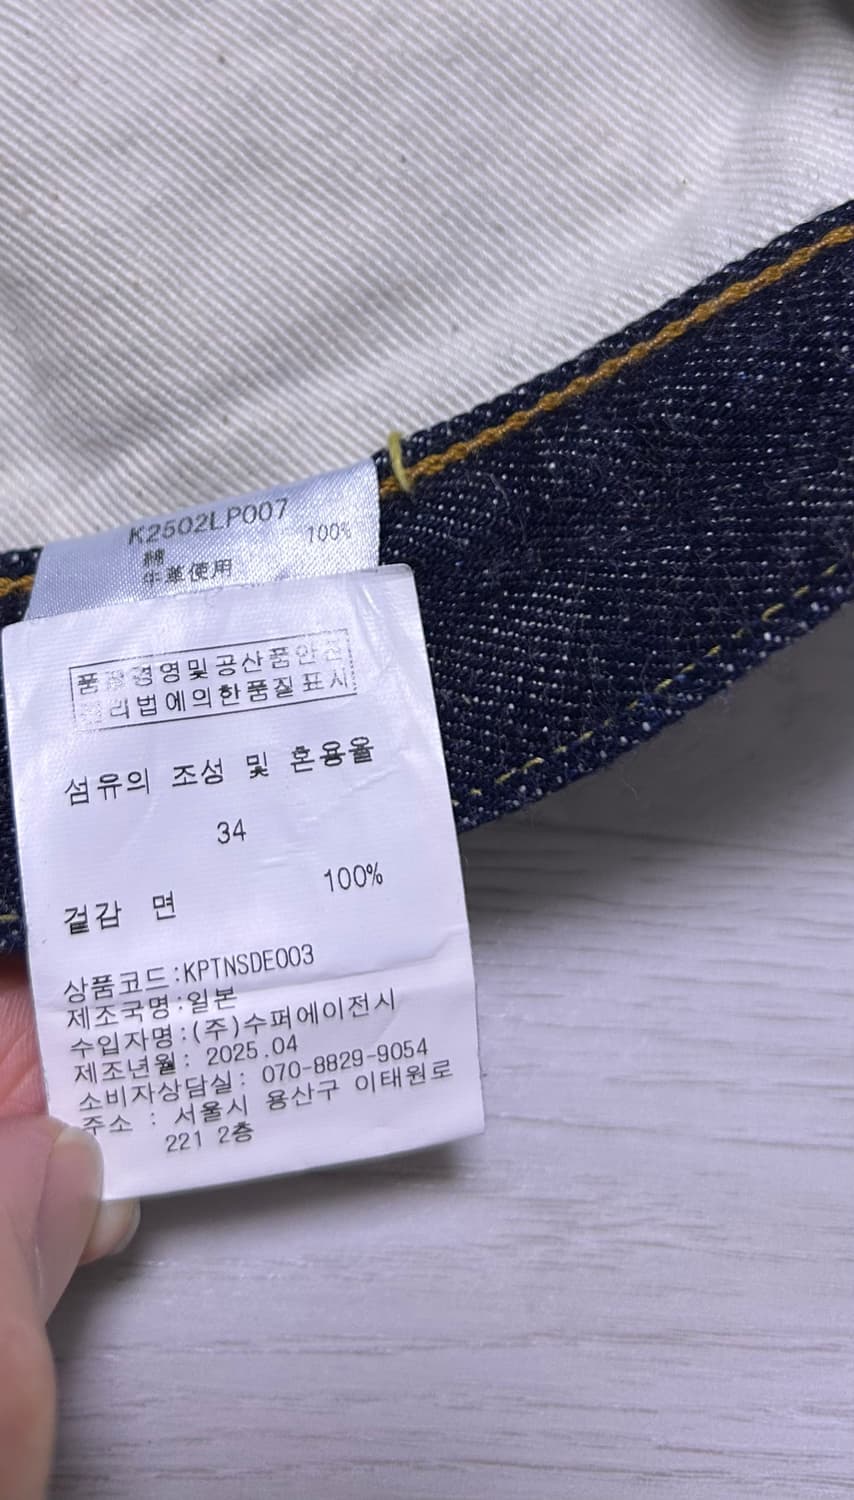 K2502LP007
綿 100%
牛革使用
품질경영및공산품안전
관리법에의한품질표시
섬유의 조성 및 혼용율
34
겉감 면 100%
상품코드:KPTNSDE003
제조국명:일본
수입자명:(주)수퍼에이전시
제조년월: 2025.04
소비자상담실: 070-8829-9054
주소 : 서울시 용산구 이태원로
221 2층